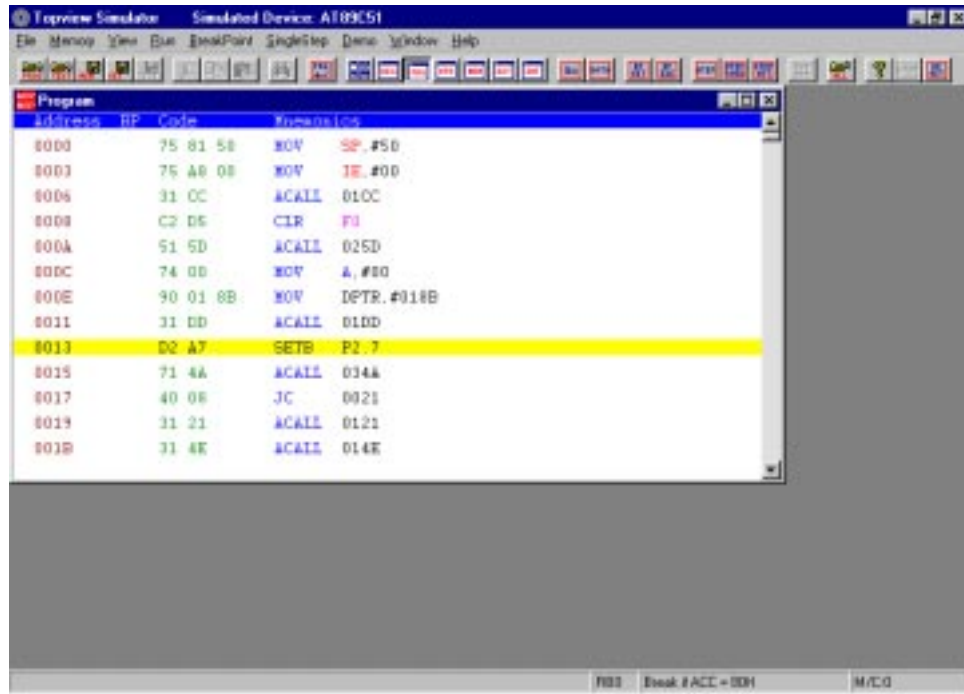 Topview Simulator Simulated Device: AT89C51
File Memory View Run BreakPoint SingleStep Demo Window Help
Program
Address BP Code Mnemonics
0000 75 81 50 MOV SP,#50
0003 75 A8 00 MOV IE,#00
0006 31 CC ACALL 01CC
0008 C2 D5 CLR F0
000A 51 5D ACALL 025D
000C 74 00 MOV A,#00
000E 90 01 8B MOV DPTR,#018B
0011 31 DD ACALL 01DD
0013 D2 A7 SETB P2.7
0015 71 4A ACALL 034A
0017 40 08 JC 0021
0019 31 21 ACALL 0121
001B 31 4E ACALL 014E
RB0 Break if ACC = 00H M/C:0